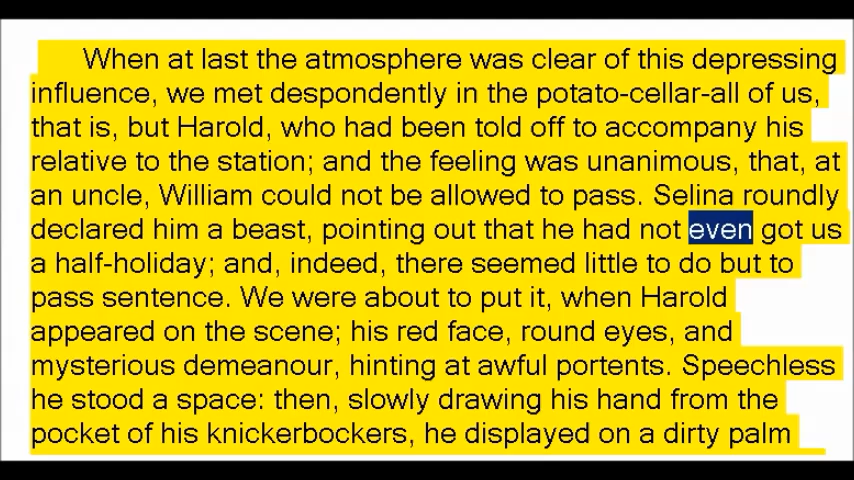 When at last the atmosphere was clear of this depressing
influence, we met despondently in the potato-cellar-all of us,
that is, but Harold, who had been told off to accompany his
relative to the station; and the feeling was unanimous, that, at
an uncle, William could not be allowed to pass. Selina roundly
declared him a beast, pointing out that he had not even got us
a half-holiday; and, indeed, there seemed little to do but to
pass sentence. We were about to put it, when Harold
appeared on the scene; his red face, round eyes, and
mysterious demeanour, hinting at awful portents. Speechless
he stood a space: then, slowly drawing his hand from the
pocket of his knickerbockers, he displayed on a dirty palm